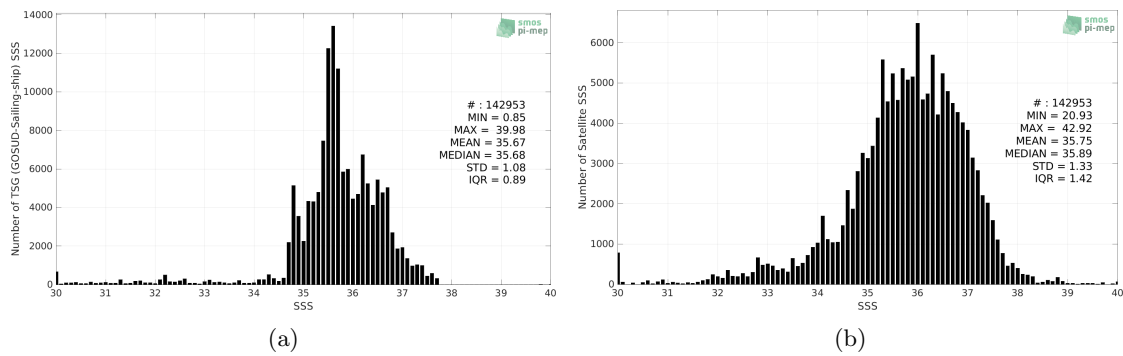 smos
pi-mep
Number of TSG (GOSUD-Sailing-ship) SSS
14000
12000
10000
8000
6000
4000
2000
0
# : 142953
MIN = 0.85
MAX = 39.98
MEAN = 35.67
MEDIAN = 35.68
STD = 1.08
IQR = 0.89
30 31 32 33 34 35 36 37 38 39 40
SSS
(a)
smos
pi-mep
Number of Satellite SSS
6000
5000
4000
3000
2000
1000
0
# : 142953
MIN = 20.93
MAX = 42.92
MEAN = 35.75
MEDIAN = 35.89
STD = 1.33
IQR = 1.42
30 31 32 33 34 35 36 37 38 39 40
SSS
(b)